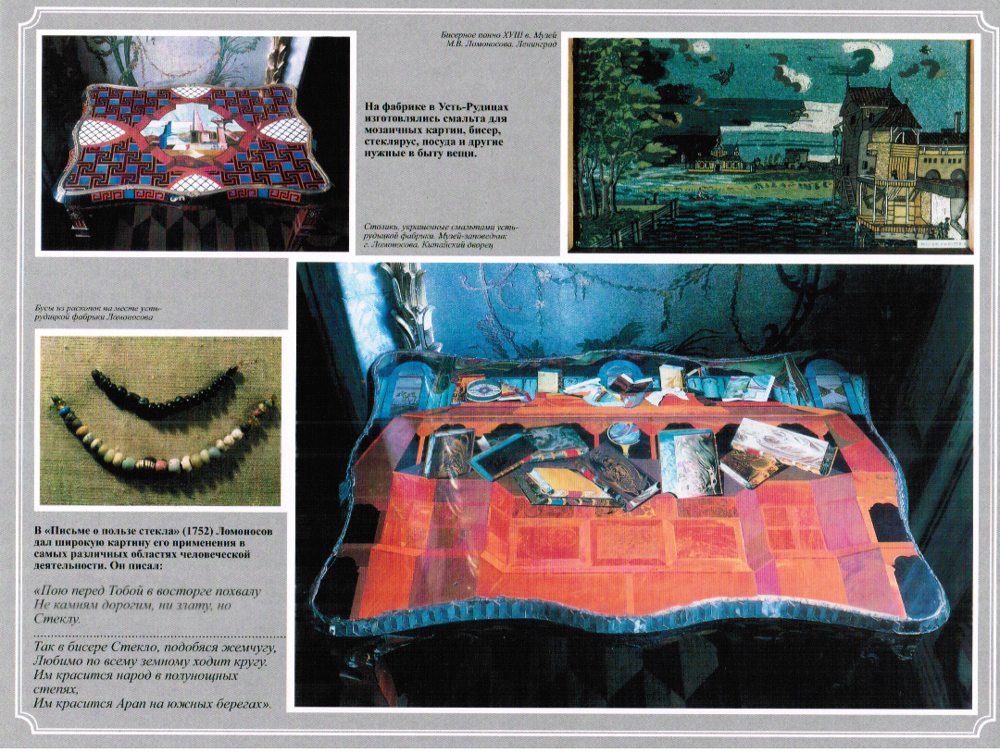 Бисерное панно XVIII в. Музей
М.В. Ломоносова. Ленинград
На фабрике в Усть-Рудицах
изготовлялись смальта для
мозаичных картин, бисер,
стеклярус, посуда и другие
нужные в быту вещи.
Столики, украшенные смальтами усть-
рудицкой фабрики. Музей-заповедник
г. Ломоносова. Китайский дворец
Бусы из раскопок на месте усть-
рудицкой фабрики Ломоносова
В «Письме о пользе стекла» (1752) Ломоносов
дал широкую картину его применения в
самых различных областях человеческой
деятельности. Он писал:
«Пою перед Тобой в восторге похвалу
Не камням дорогим, ни злату, но
Стеклу.
Так в бисере Стекло, подобяся жемчугу,
Любимо по всему земному ходит кругу.
Им красится народ в полунощных
степях,
Им красится Арап на южных берегах».